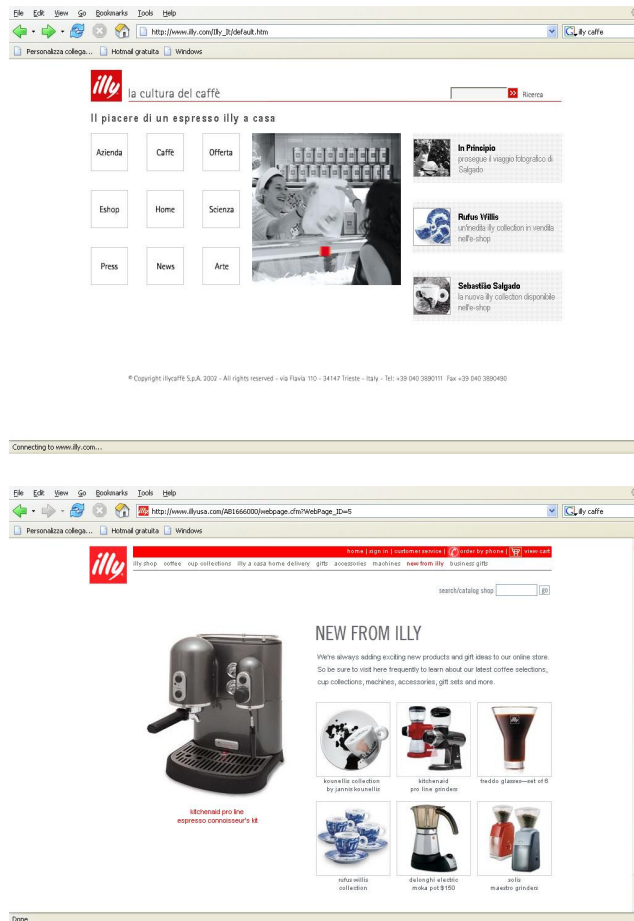 File Edit View Go Bookmarks Tools Help
http://www.illy.com/Illy_It/default.htm
illy caffe
Personalizza collega... Hotmail gratuita Windows
illy
la cultura del caffè
Ricerca
Il piacere di un espresso illy a casa
Azienda Caffè Offerta
Eshop Home Scienza
Press News Arte
In Principio
prosegue il viaggio fotografico di
Salgado
Rufus Willis
un'inedita illy collection in vendita
nell'e-shop
Sebastião Salgado
la nuova illy collection disponibile
nell'e-shop
© Copyright illycaffè S.p.A. 2002 - All rights reserved - via Flavia 110 - 34147 Trieste - Italy - Tel: +39 040 3890111 Fax +39 040 3890490
Connecting to www.illy.com...
File Edit View Go Bookmarks Tools Help
http://www.illyusa.com/AB1666000/webpage.cfm?WebPage_ID=5
illy caffe
Personalizza collega... Hotmail gratuita Windows
illy
home | sign in | customer service | order by phone | view cart
illy shop coffee cup collections illy a casa home delivery gifts accessories machines new from illy business gifts
search/catalog shop go
NEW FROM ILLY
We're always adding exciting new products and gift ideas to our online store.
So be sure to visit here frequently to learn about our latest coffee selections,
cup collections, machines, accessories, gift sets and more.
kitchenaid pro line
espresso connoisseur's kit
kounellis collection
by jannis kounellis
kitchenaid
pro line grinders
freddo glasses—set of 6
rufus willis
collection
delonghi electric
moka pot $150
solis
maestro grinders
Done